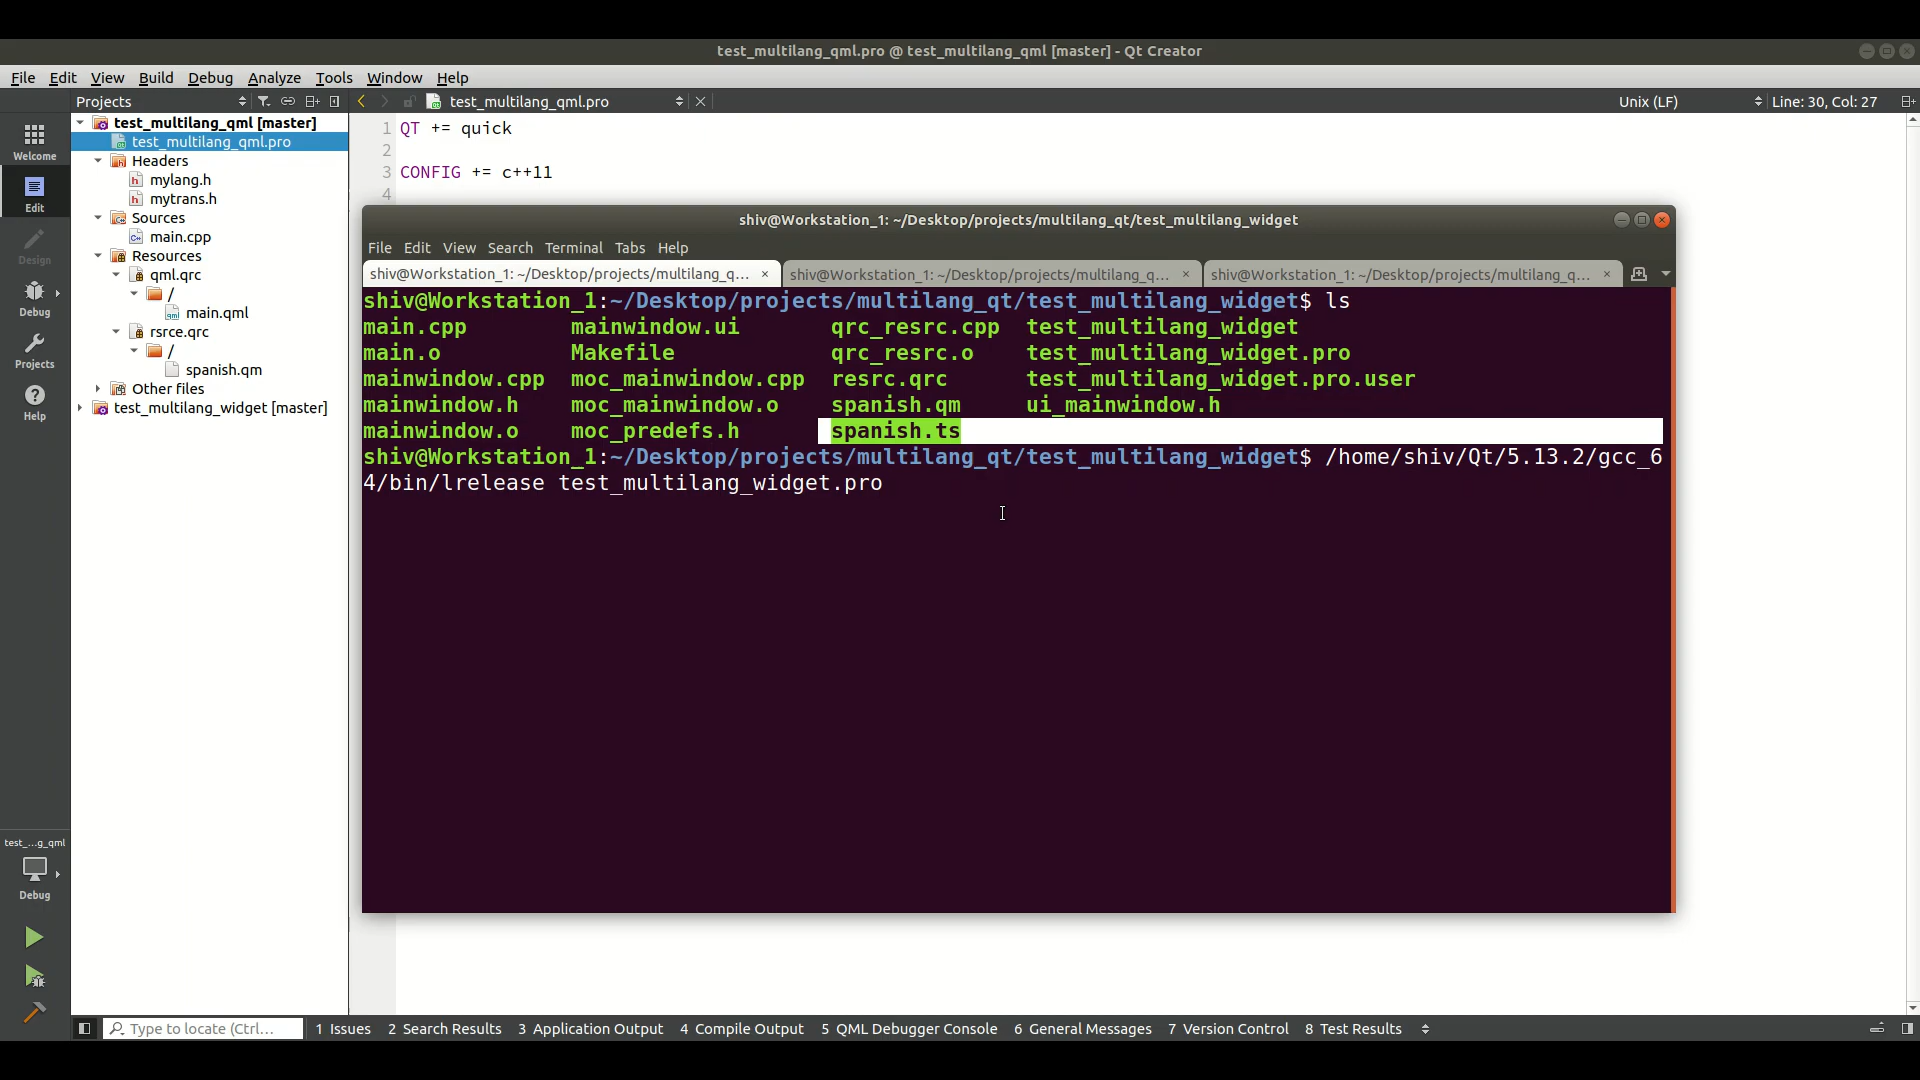 test_multilang_qml.pro @ test_multilang_qml [master] - Qt Creator
File Edit View Build Debug Analyze Tools Window Help
Projects
test_multilang_qml.pro
Unix (LF)
Line: 30, Col: 27
Welcome
Edit
Design
Debug
Projects
Help
test_multilang_qml [master]
test_multilang_qml.pro
Headers
mylang.h
mytrans.h
Sources
main.cpp
Resources
qml.qrc
/
main.qml
rsrce.qrc
/
spanish.qm
Other files
test_multilang_widget [master]
1 QT += quick
2
3 CONFIG += c++11
4
shiv@Workstation_1: ~/Desktop/projects/multilang_qt/test_multilang_widget
File Edit View Search Terminal Tabs Help
shiv@Workstation_1: ~/Desktop/projects/multilang_q... × shiv@Workstation_1: ~/Desktop/projects/multilang_q... × shiv@Workstation_1: ~/Desktop/projects/multilang_q... ×
shiv@Workstation_1:~/Desktop/projects/multilang_qt/test_multilang_widget$ ls
main.cpp mainwindow.ui qrc_resrc.cpp test_multilang_widget
main.o Makefile qrc_resrc.o test_multilang_widget.pro
mainwindow.cpp moc_mainwindow.cpp resrc.qrc test_multilang_widget.pro.user
mainwindow.h moc_mainwindow.o spanish.qm ui_mainwindow.h
mainwindow.o moc_predefs.h spanish.ts
shiv@Workstation_1:~/Desktop/projects/multilang_qt/test_multilang_widget$ /home/shiv/Qt/5.13.2/gcc_6
4/bin/lrelease test_multilang_widget.pro
test_...g_qml
Debug
Type to locate (Ctrl...
1 Issues 2 Search Results 3 Application Output 4 Compile Output 5 QML Debugger Console 6 General Messages 7 Version Control 8 Test Results